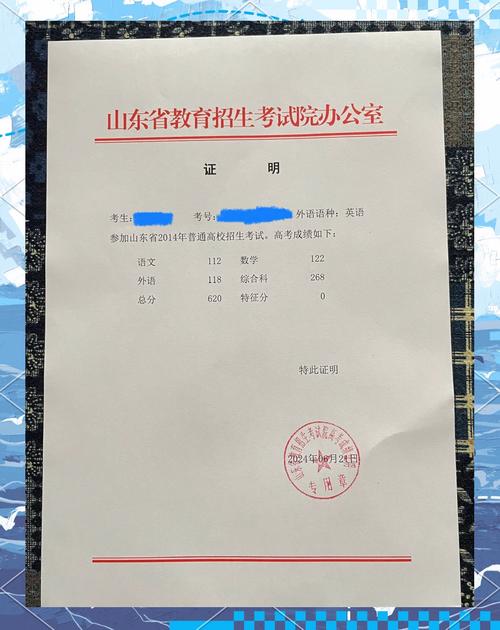 山东省教育招生考试院办公室
证 明
考生: 考号: 外语语种: 英语
参加山东省2014年普通高校招生考试。高考成绩如下:
语文 112 数学 122
外语 118 综合科 268
总分 620 特征分 0
特此证明
2024年06月21日
专用章